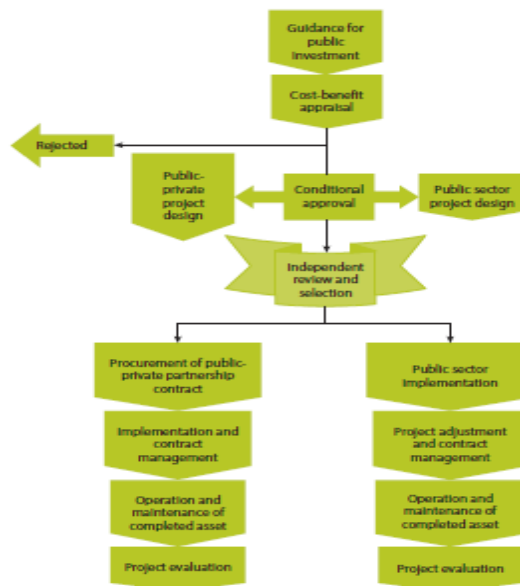 Guidance for
public
investment
Cost-benefit
appraisal
Rejected
Public-
private
project
design
Conditional
approval
Public sector
project design
Independent
review and
selection
Procurement of public-
private partnership
contract
Public sector
implementation
Implementation and
contract
management
Project adjustment
and contract
management
Operation and
maintenance of
completed asset
Operation and
maintenance of
completed asset
Project evaluation
Project evaluation